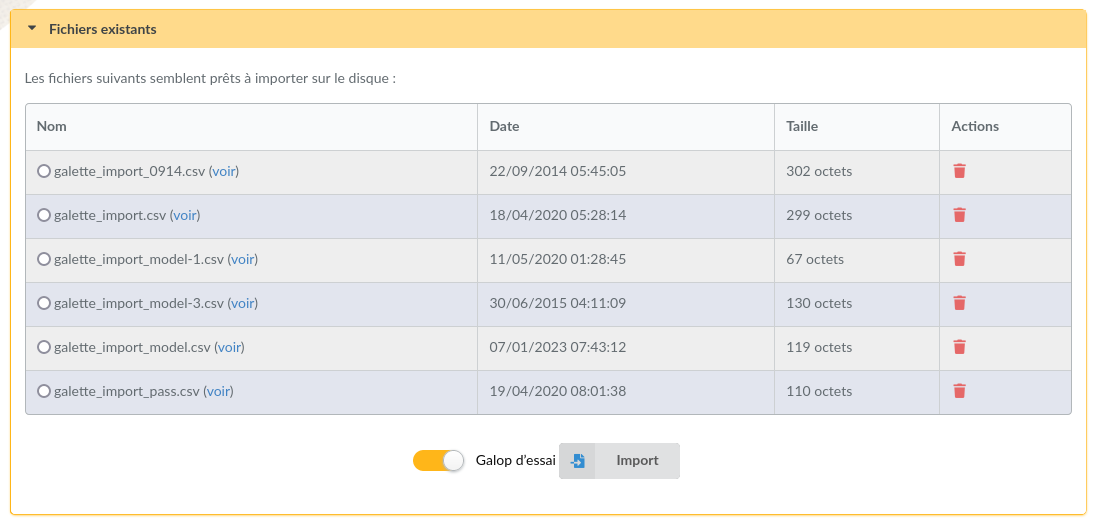 Fichiers existants
Les fichiers suivants semblent prêts à importer sur le disque :
Nom Date Taille Actions
galette_import_0914.csv (voir) 22/09/2014 05:45:05 302 octets
galette_import.csv (voir) 18/04/2020 05:28:14 299 octets
galette_import_model-1.csv (voir) 11/05/2020 01:28:45 67 octets
galette_import_model-3.csv (voir) 30/06/2015 04:11:09 130 octets
galette_import_model.csv (voir) 07/01/2023 07:43:12 119 octets
galette_import_pass.csv (voir) 19/04/2020 08:01:38 110 octets
Galop d’essai Import